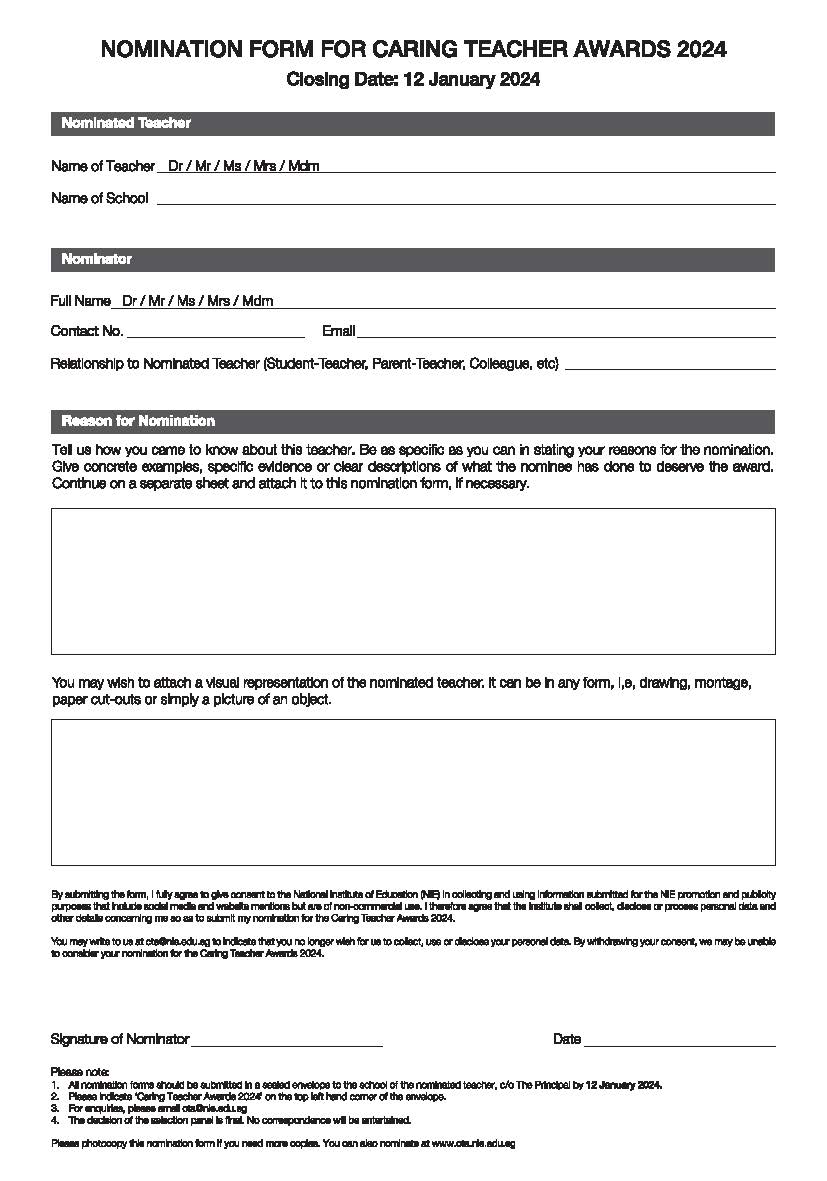 NOMINATION FORM FOR CARING TEACHER AWARDS 2024
Closing Date: 12 January 2024
Nominated Teacher
Name of Teacher Dr / Mr / Ms / Mrs / Mdm
Name of School
Nominator
Full Name Dr / Mr / Ms / Mrs / Mdm
Contact No. Email
Relationship to Nominated Teacher (Student-Teacher, Parent-Teacher, Colleague, etc)
Reason for Nomination
Tell us how you came to know about this teacher. Be as specific as you can in stating your reasons for the nomination.
Give concrete examples, specific evidence or clear descriptions of what the nominee has done to deserve the award.
Continue on a separate sheet and attach it to this nomination form, if necessary.
You may wish to attach a visual representation of the nominated teacher. It can be in any form, i,e, drawing, montage,
paper cut-outs or simply a picture of an object.
By submitting the form, I fully agree to give consent to the National Institute of Education (NIE) in collecting and using information submitted for the NIE promotion and publicity
purposes that include social media and website mentions but are of non-commercial use. I therefore agree that the Institute shall collect, disclose or process personal data and
other details concerning me so as to submit my nomination for the Caring Teacher Awards 2024.
You may write to us at cta@nie.edu.sg to indicate that you no longer wish for us to collect, use or disclose your personal data. By withdrawing your consent, we may be unable
to consider your nomination for the Caring Teacher Awards 2024.
Signature of Nominator Date
Please note:
1. All nomination forms should be submitted in a sealed envelope to the school of the nominated teacher, c/o The Principal by 12 January 2024.
2. Please indicate 'Caring Teacher Awards 2024' on the top left hand corner of the envelope.
3. For enquiries, please email cta@nie.edu.sg
4. The decision of the selection panel is final. No correspondence will be entertained.
Please photocopy this nomination form if you need more copies. You can also nominate at www.cta.nie.edu.sg